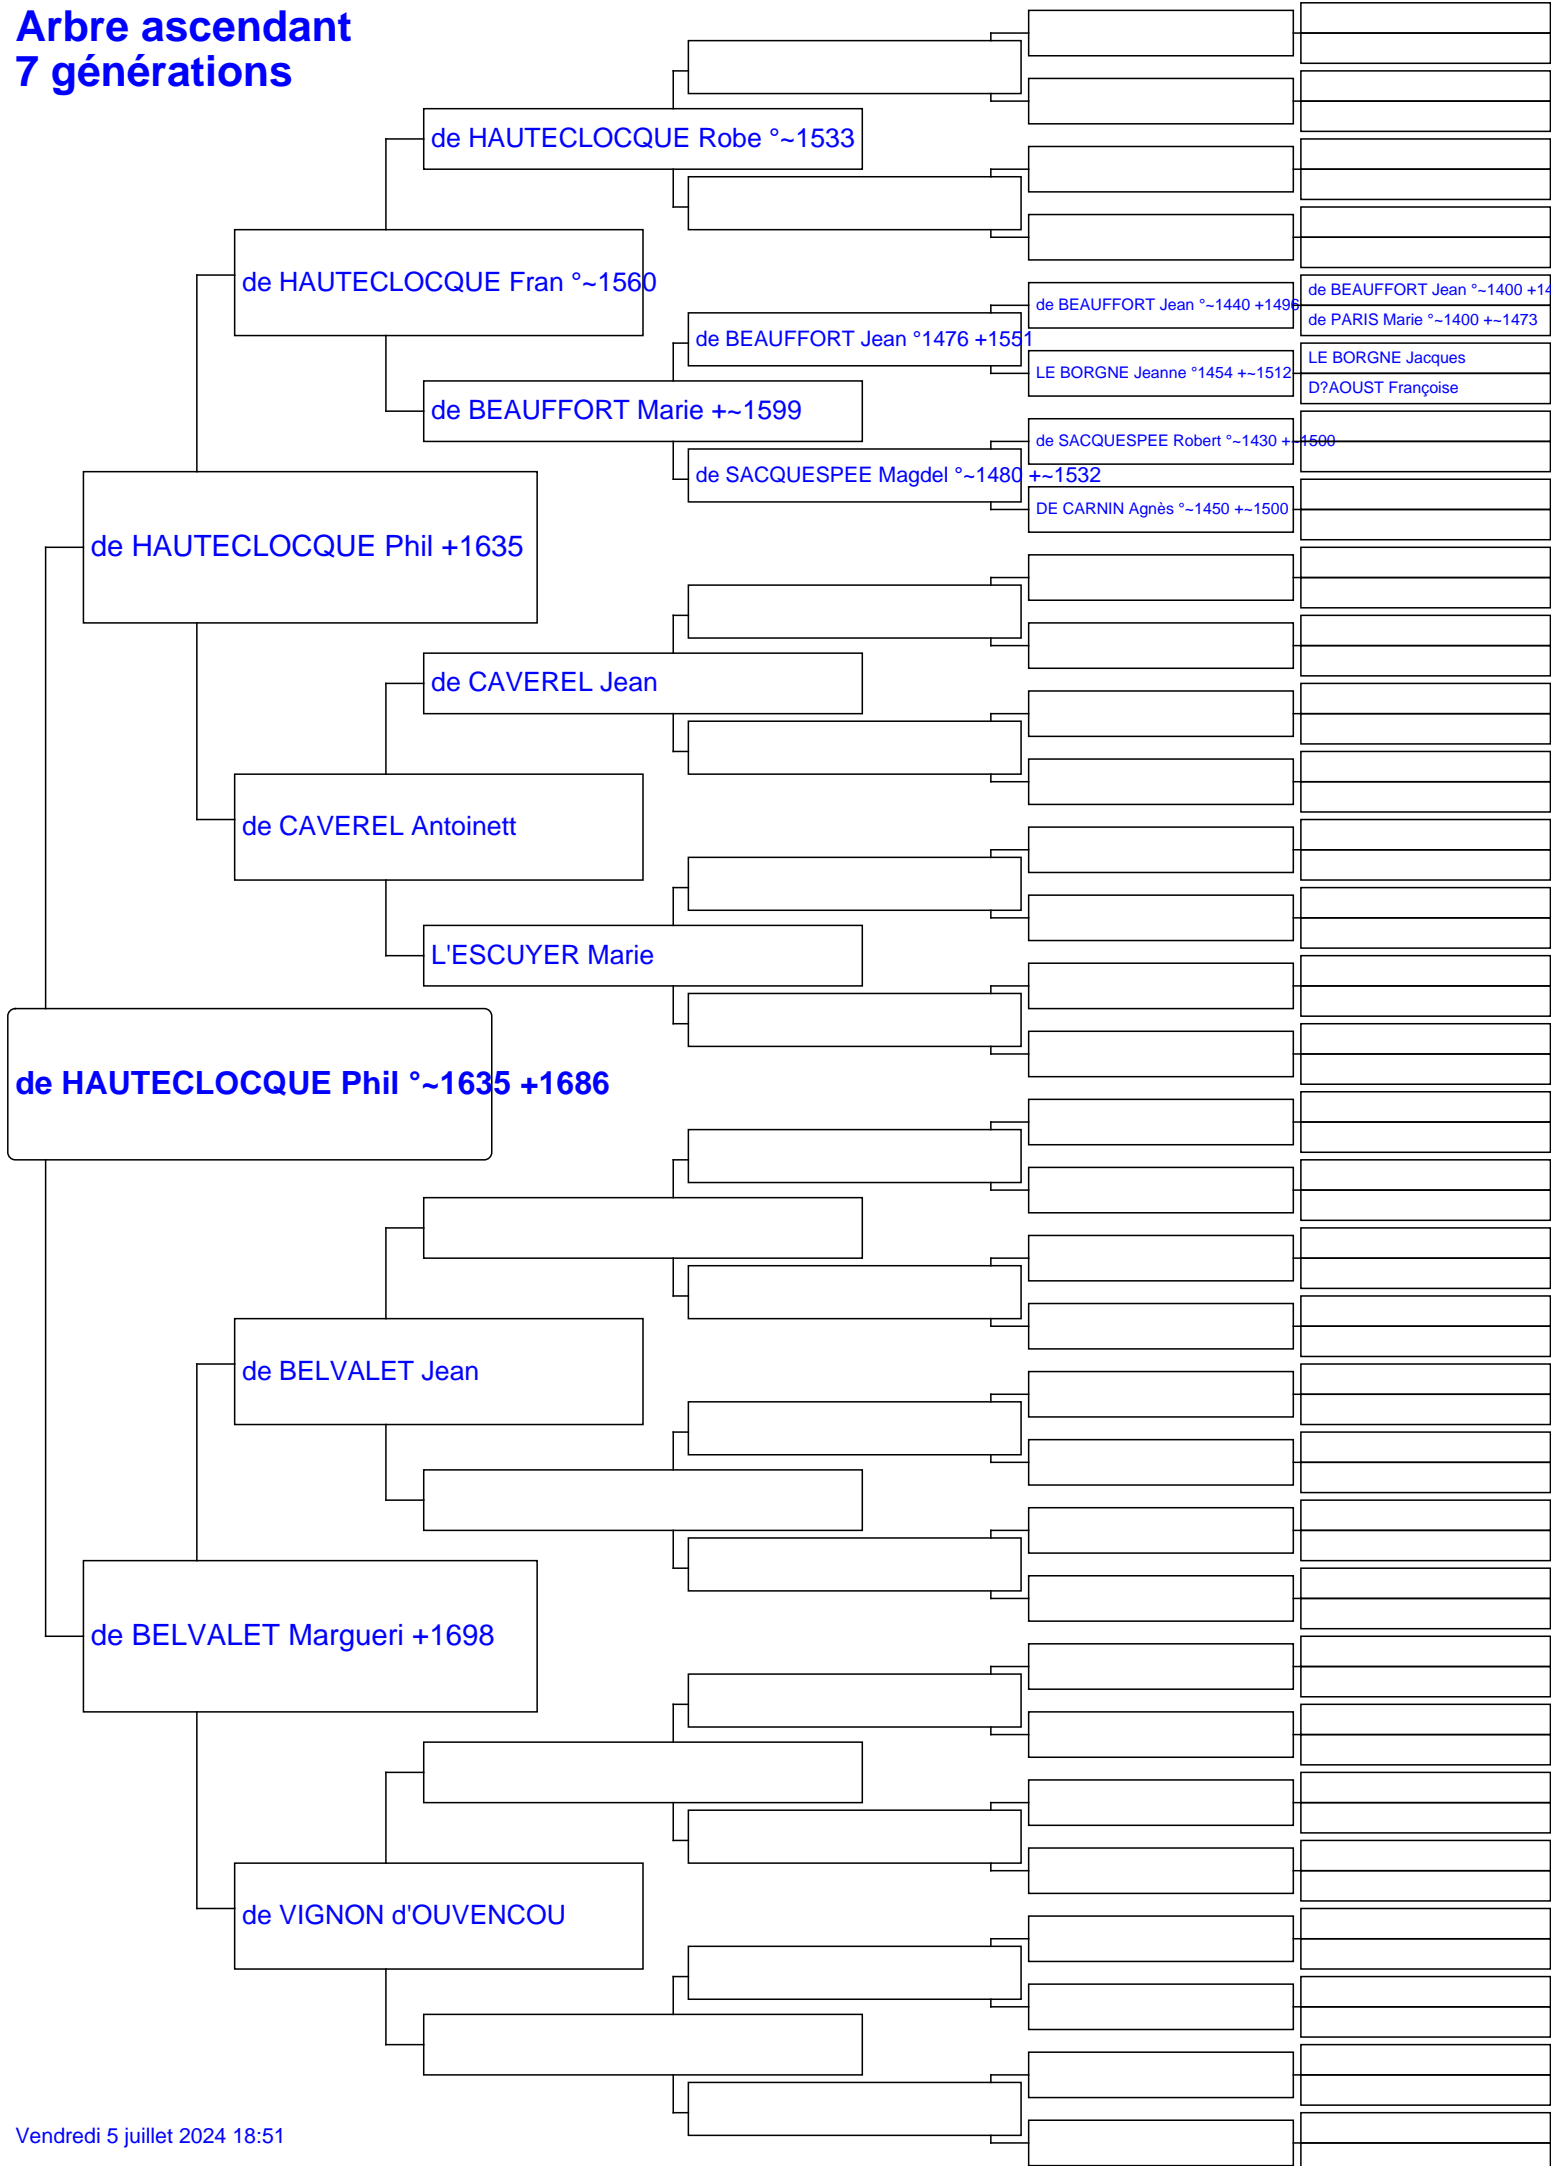 Arbre ascendant
7 générations
de HAUTECLOCQUE Robe °~1533
de HAUTECLOCQUE Fran °~1560
de BEAUFFORT Jean °~1400 +14
de BEAUFFORT Jean °~1440 +1496
de PARIS Marie °~1400 +~1473
de BEAUFFORT Jean °1476 +1551
LE BORGNE Jacques
LE BORGNE Jeanne °1454 +~1512
D?AOUST Françoise
de BEAUFFORT Marie +~1599
de SACQUESPEE Robert °~1430 +~1500
de SACQUESPEE Magdel °~1480 +~1532
DE CARNIN Agnès °~1450 +~1500
de HAUTECLOCQUE Phil +1635
de CAVEREL Jean
de CAVEREL Antoinett
L'ESCUYER Marie
de HAUTECLOCQUE Phil °~1635 +1686
de BELVALET Jean
de BELVALET Margueri +1698
de VIGNON d'OUVENCOU
Vendredi 5 juillet 2024 18:51